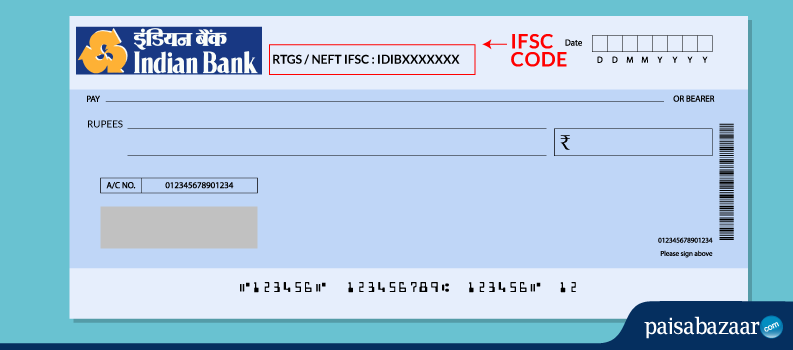 इंडियन बैंक
Indian Bank
RTGS / NEFT IFSC : IDIBXXXXXXX
IFSC
CODE
Date
D D M M Y Y Y Y
PAY
OR BEARER
RUPEES
₹
A/C NO. 012345678901234
012345678901234
Please sign above
⑈123456⑈ 123456789⑆ 123456⑈ 12
paisabazaar.com